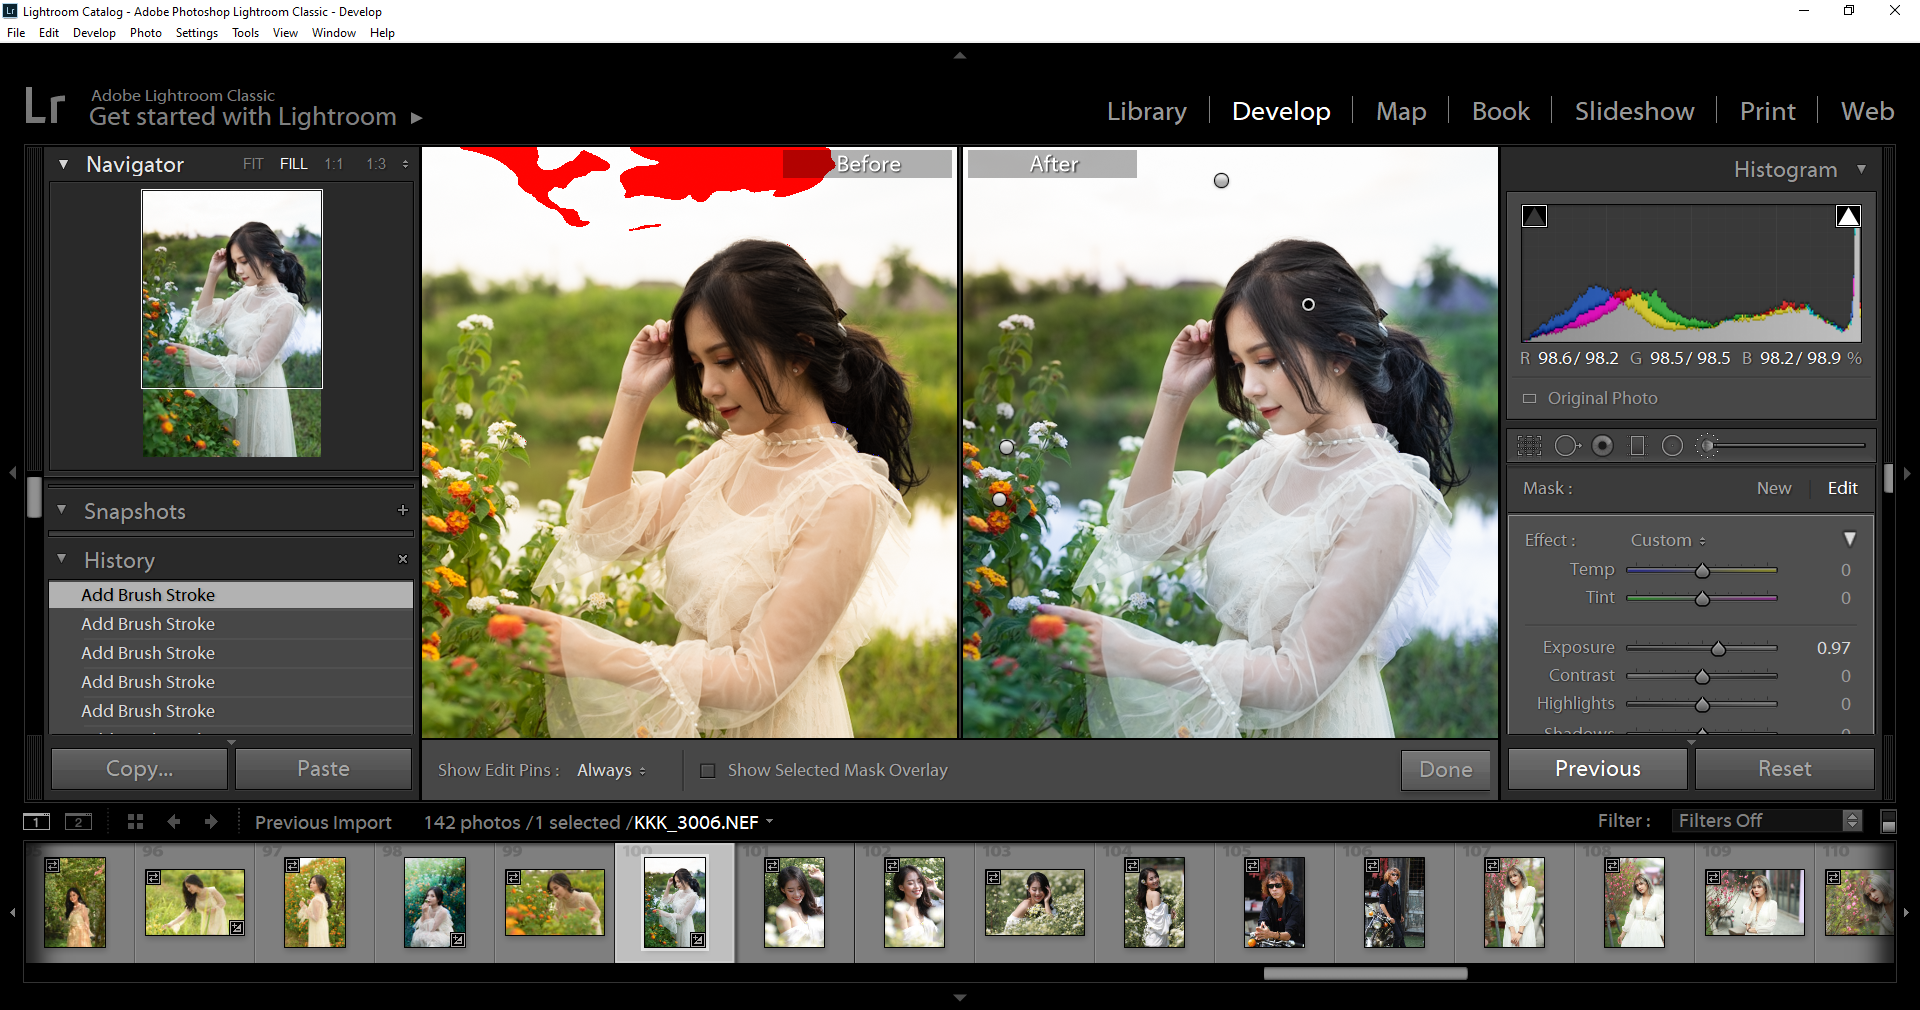 Lr Lightroom Catalog - Adobe Photoshop Lightroom Classic - Develop
File Edit Develop Photo Settings Tools View Window Help
Lr Adobe Lightroom Classic
Get started with Lightroom
Library Develop Map Book Slideshow Print Web
Navigator FIT FILL 1:1 1:3
Snapshots +
History ×
Add Brush Stroke
Add Brush Stroke
Add Brush Stroke
Add Brush Stroke
Add Brush Stroke
Copy... Paste
Before After
Show Edit Pins : Always Show Selected Mask Overlay Done
Histogram
R 98.6 / 98.2 G 98.5 / 98.5 B 98.2 / 98.9 %
Original Photo
Mask : New Edit
Effect : Custom
Temp 0
Tint 0
Exposure 0.97
Contrast 0
Highlights 0
Shadows 0
Previous Reset
1 2 Previous Import 142 photos / 1 selected / KKK_3006.NEF Filter : Filters Off
96 97 98 99 100 101 102 103 104 105 106 107 108 109 110